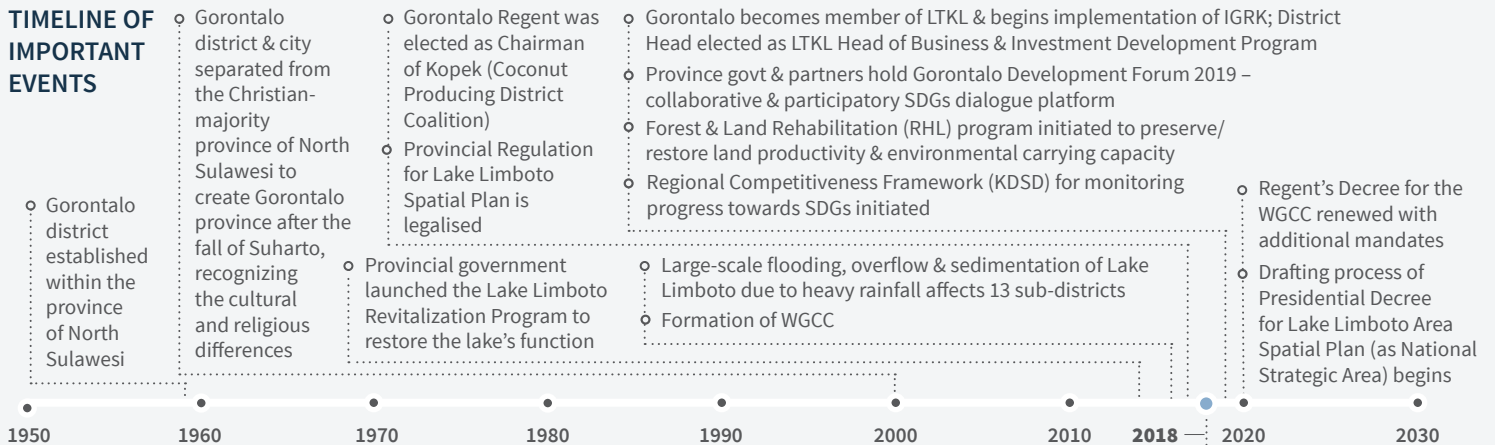 TIMELINE OF
IMPORTANT
EVENTS
Gorontalo
district
established
within the
province
of North
Sulawesi
Gorontalo
district & city
separated from
the Christian-
majority
province of North
Sulawesi to
create Gorontalo
province after the
fall of Suharto,
recognizing
the cultural
and religious
differences
Provincial government
launched the Lake Limboto
Revitalization Program to
restore the lake's function
Gorontalo Regent was
elected as Chairman
of Kopek (Coconut
Producing District
Coalition)
Provincial Regulation
for Lake Limboto
Spatial Plan is
legalised
Large-scale flooding, overflow & sedimentation of Lake
Limboto due to heavy rainfall affects 13 sub-districts
Formation of WGCC
Gorontalo becomes member of LTKL & begins implementation of IGRK; District
Head elected as LTKL Head of Business & Investment Development Program
Province govt & partners hold Gorontalo Development Forum 2019 –
collaborative & participatory SDGs dialogue platform
Forest & Land Rehabilitation (RHL) program initiated to preserve/
restore land productivity & environmental carrying capacity
Regional Competitiveness Framework (KDSD) for monitoring
progress towards SDGs initiated
Regent's Decree for the
WGCC renewed with
additional mandates
Drafting process of
Presidential Decree
for Lake Limboto Area
Spatial Plan (as National
Strategic Area) begins
1950 1960 1970 1980 1990 2000 2010 2018 2020 2030